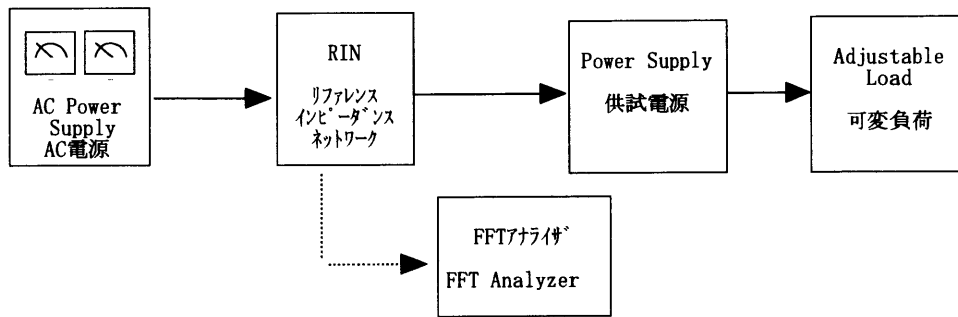 AC Power
Supply
AC電源
RIN
リファレンス
インピーダンス
ネットワーク
Power Supply
供試電源
Adjustable
Load
可変負荷
FFTアナライザ
FFT Analyzer